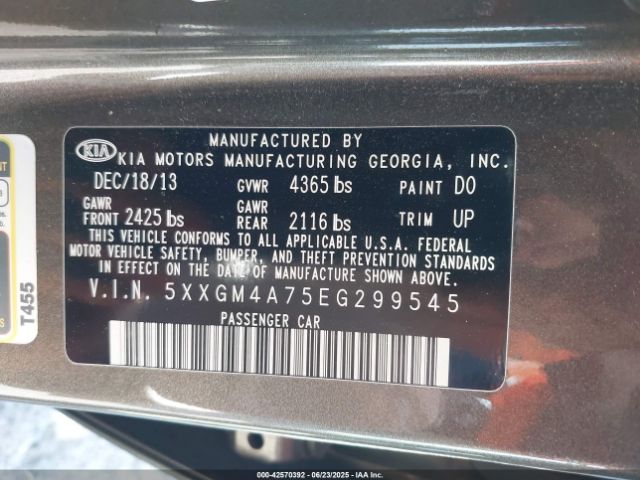 MANUFACTURED BY
KIA KIA MOTORS MANUFACTURING GEORGIA, INC.
DEC/18/13 GVWR 4365 lbs PAINT DO
GAWR FRONT 2425 lbs GAWR REAR 2116 lbs TRIM UP
THIS VEHICLE CONFORMS TO ALL APPLICABLE U.S.A. FEDERAL
MOTOR VEHICLE SAFETY, BUMPER, AND THEFT PREVENTION STANDARDS
IN EFFECT ON THE DATE OF MANUFACTURE SHOWN ABOVE.
V.I.N. 5XXGM4A75EG299545
PASSENGER CAR
T455
000-42570392 - 06/23/2025 - IAA Inc.